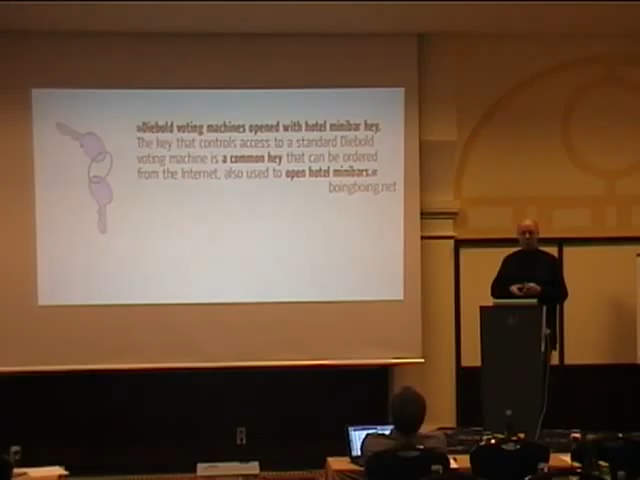 »Diebold voting machines opened with hotel minibar key.
The key that controls access to a standard Diebold
voting machine is a common key that can be ordered
from the Internet, also used to open hotel minibars.«
boingboing.net